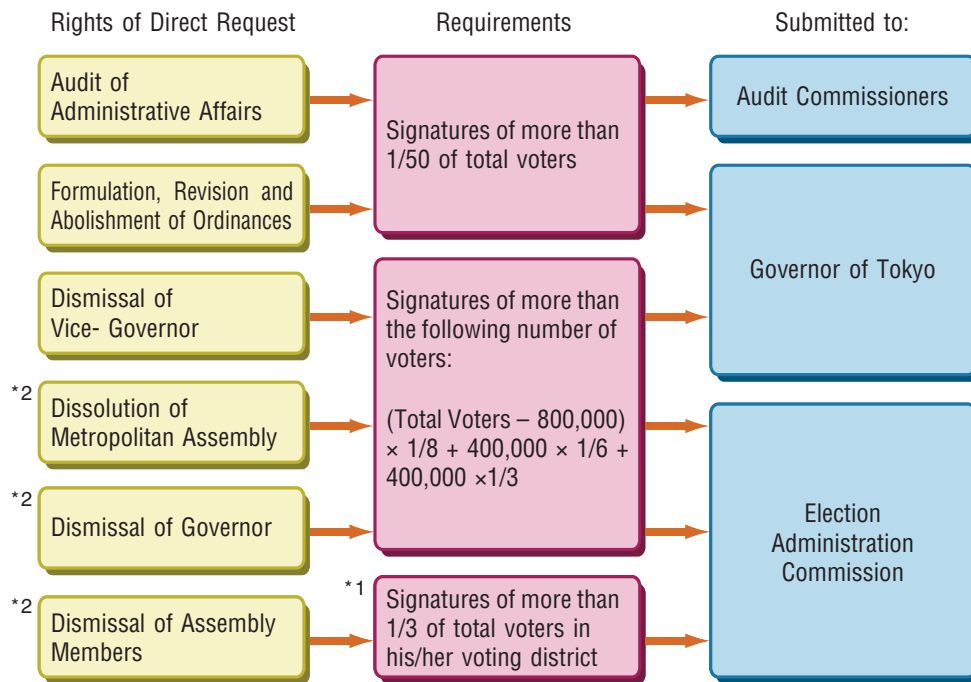 Rights of Direct Request
Requirements
Submitted to:
Audit of
Administrative Affairs
Signatures of more than
1/50 of total voters
Audit Commissioners
Formulation, Revision and
Abolishment of Ordinances
Governor of Tokyo
Dismissal of
Vice- Governor
Signatures of more than
the following number of
voters:
(Total Voters – 800,000)
× 1/8 + 400,000 × 1/6 +
400,000 ×1/3
*2
Dissolution of
Metropolitan Assembly
*2
Dismissal of Governor
Election
Administration
Commission
*2
Dismissal of Assembly
Members
*1
Signatures of more than
1/3 of total voters in
his/her voting district